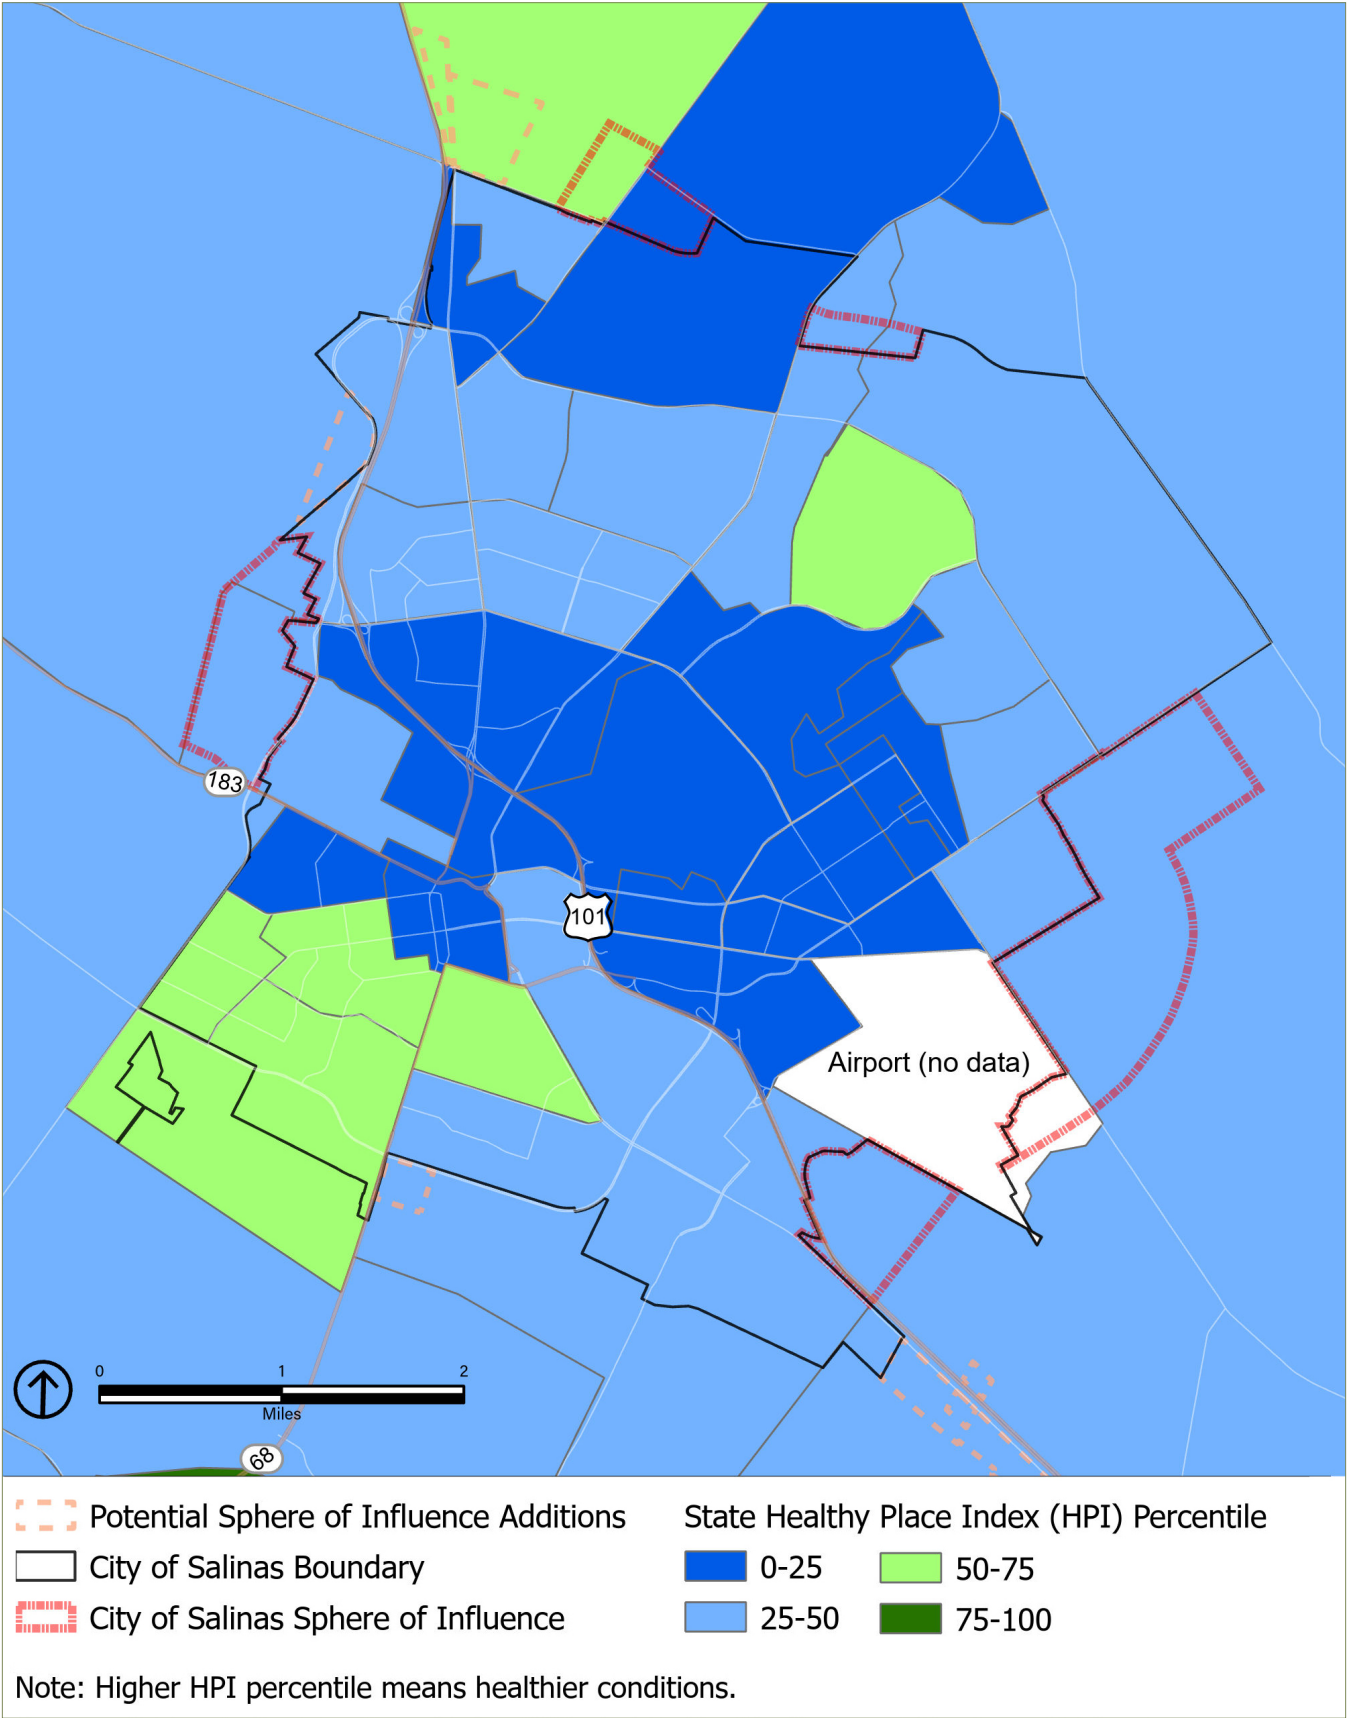 183
101
Airport (no data)
0 1 2
Miles
68
Potential Sphere of Influence Additions
City of Salinas Boundary
City of Salinas Sphere of Influence
State Healthy Place Index (HPI) Percentile
0-25
25-50
50-75
75-100
Note: Higher HPI percentile means healthier conditions.